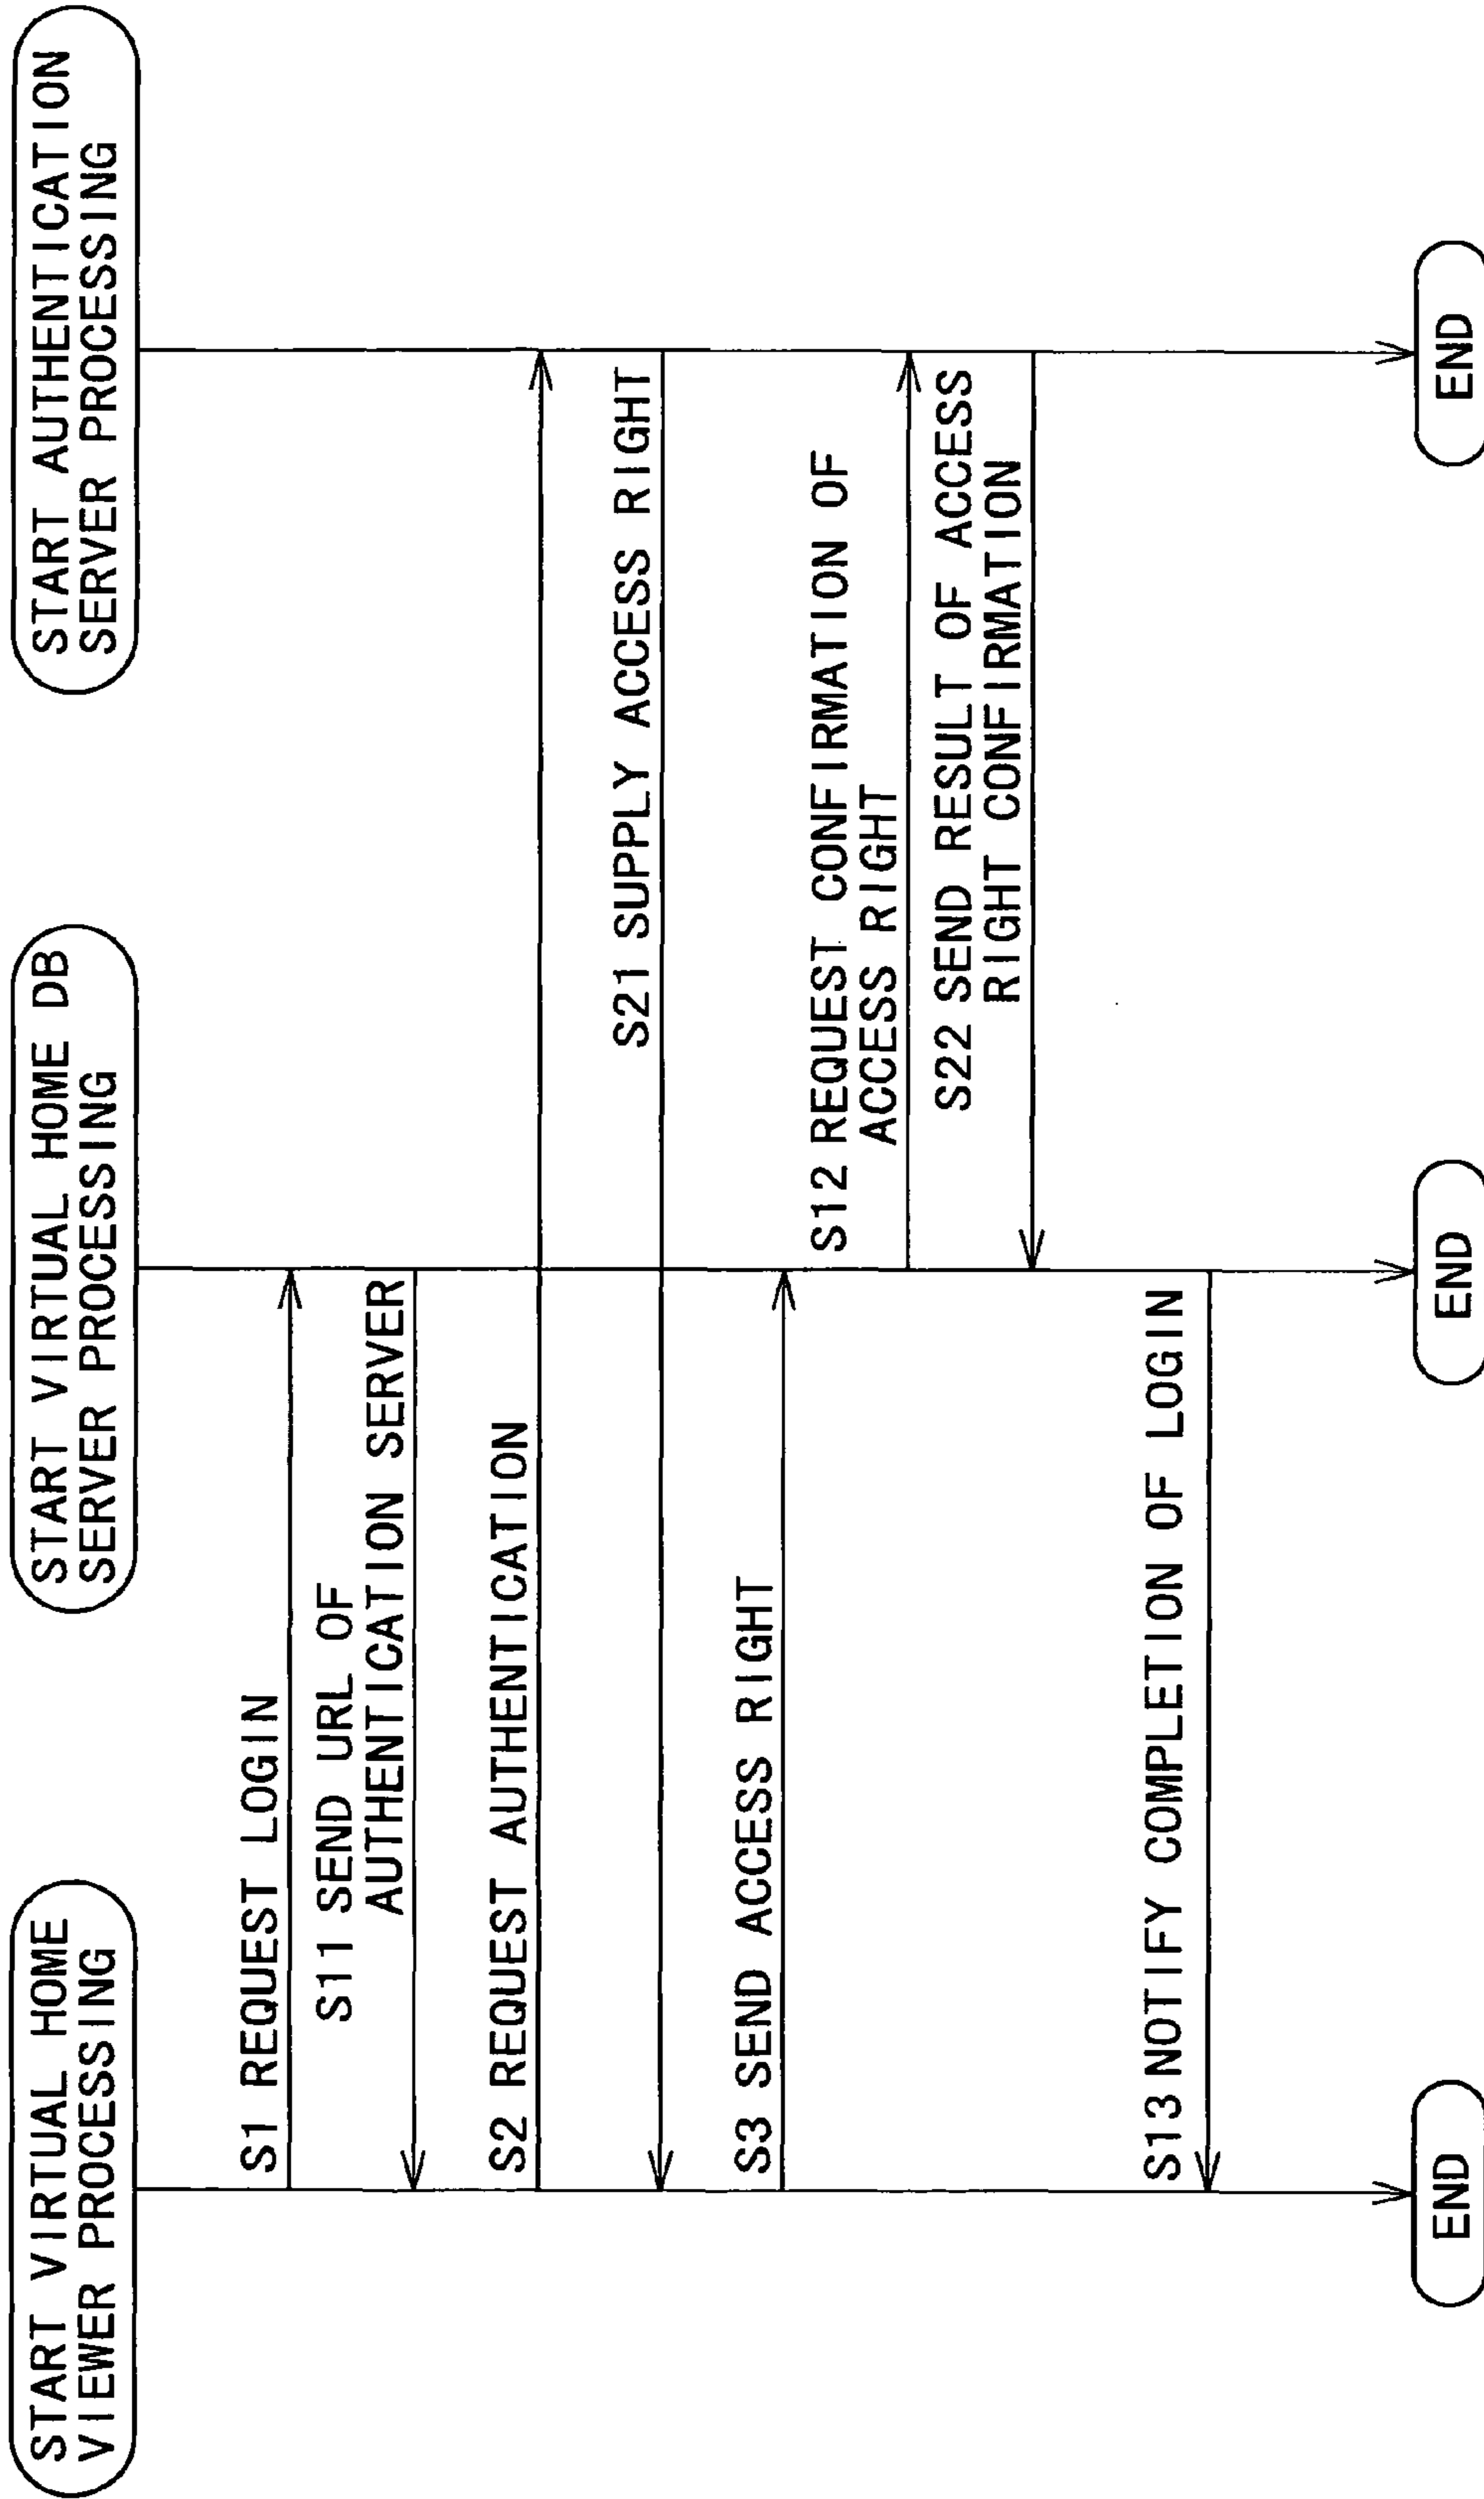 START VIRTUAL HOME
VIEWER PROCESSING
START VIRTUAL HOME DB
SERVER PROCESSING
START AUTHENTICATION
SERVER PROCESSING
S1 REQUEST LOGIN
S11 SEND URL OF
AUTHENTICATION SERVER
S2 REQUEST AUTHENTICATION
S21 SUPPLY ACCESS RIGHT
S3 SEND ACCESS RIGHT
S12 REQUEST CONFIRMATION OF
ACCESS RIGHT
S22 SEND RESULT OF ACCESS
RIGHT CONFIRMATION
S13 NOTIFY COMPLETION OF LOGIN
END
END
END